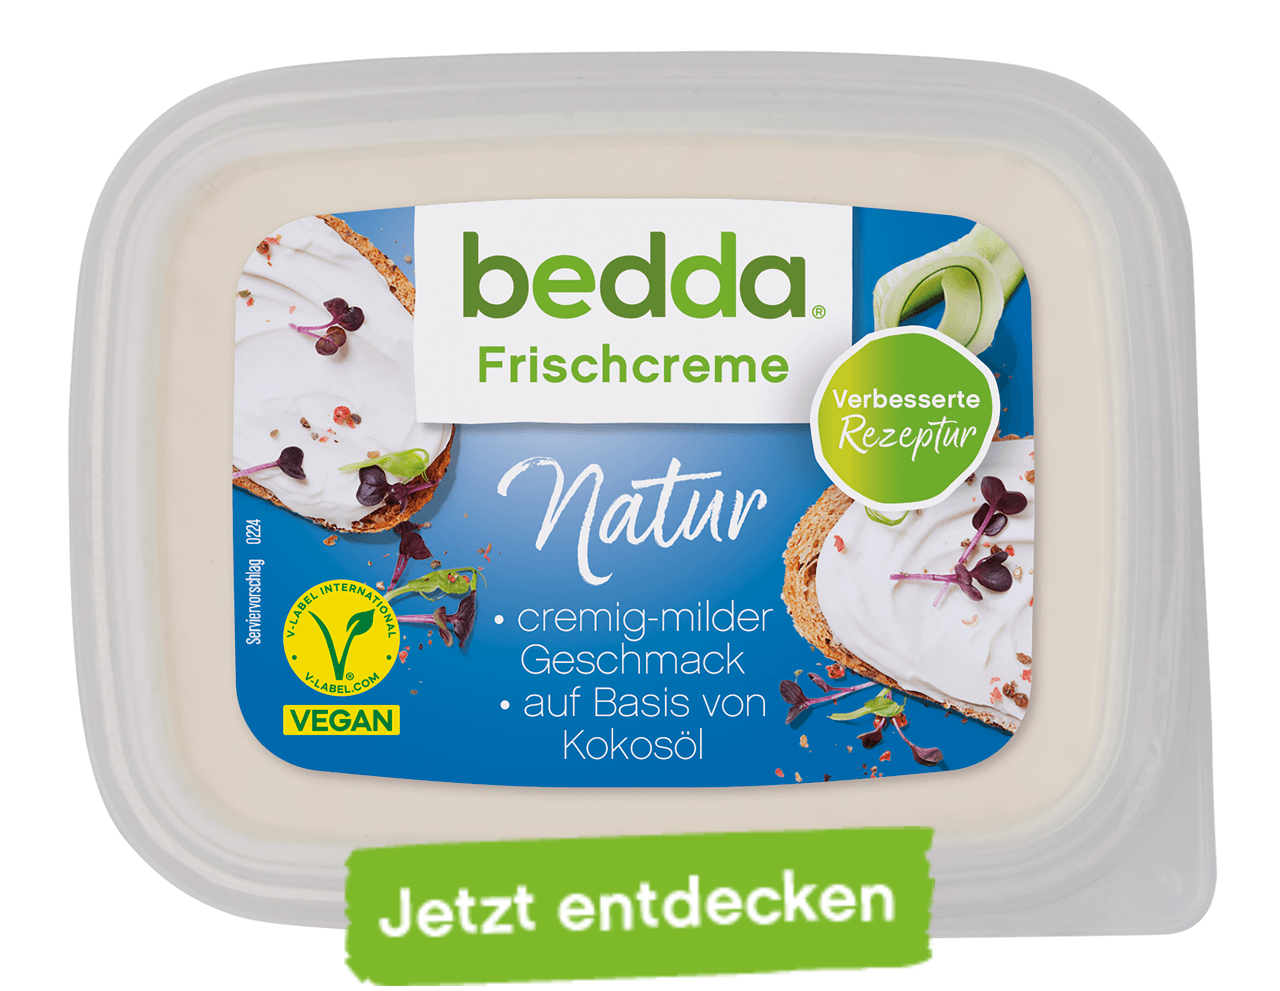 bedda®
Frischcreme
Verbesserte
Rezeptur
Natur
• cremig-milder
Geschmack
• auf Basis von
Kokosöl
Serviervorschlag 0224
V-LABEL INTERNATIONAL
V-LABEL.COM
®
VEGAN
Jetzt entdecken